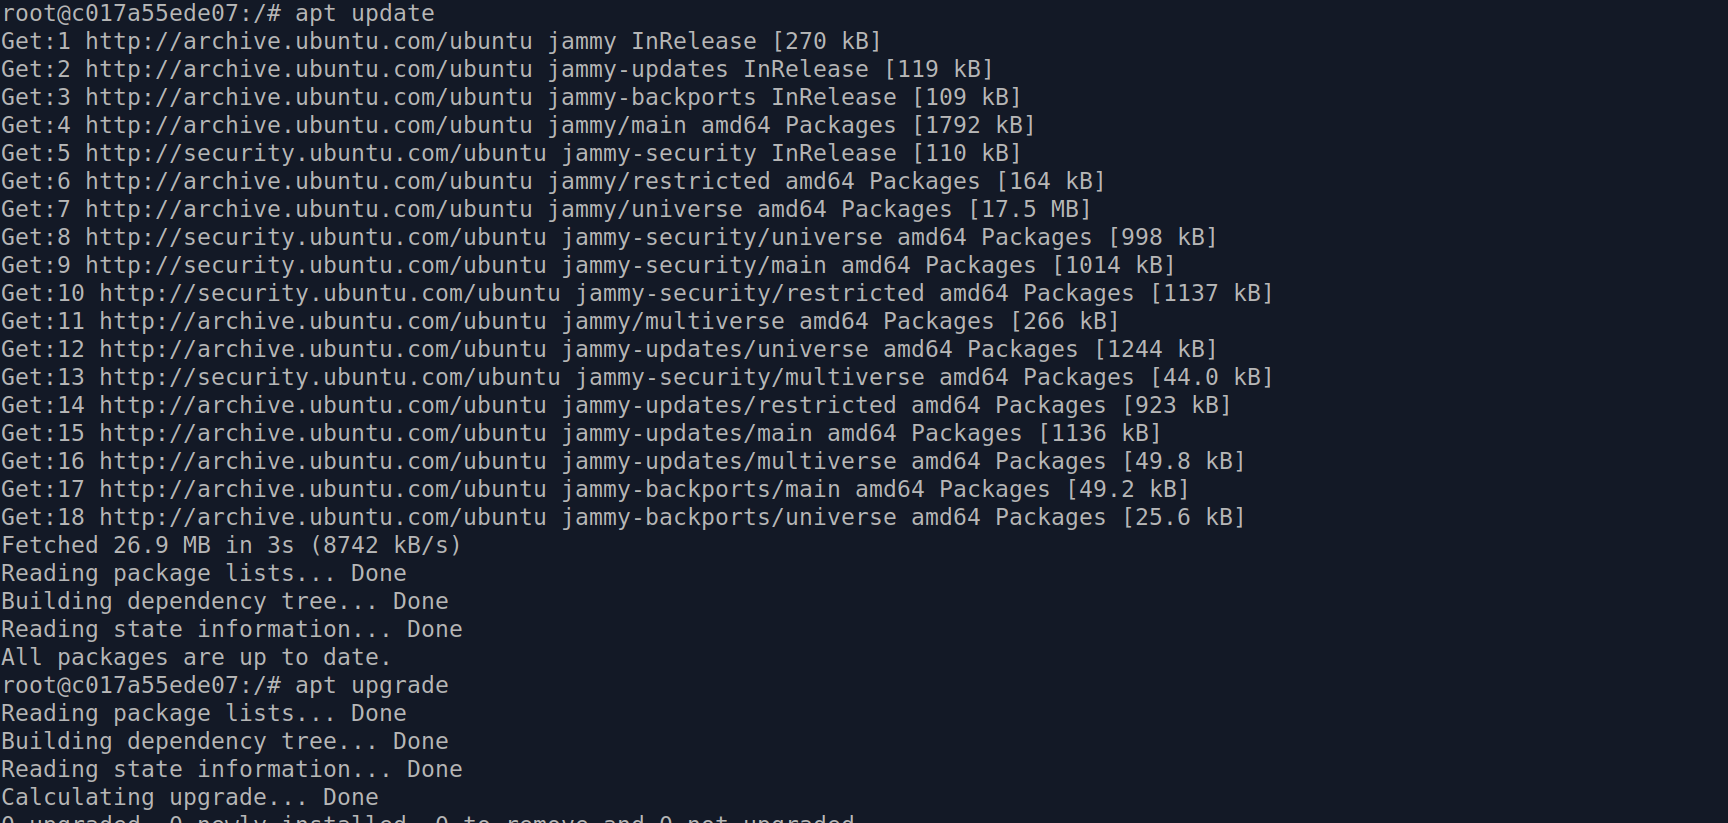 root@c017a55ede07:/# apt update
Get:1 http://archive.ubuntu.com/ubuntu jammy InRelease [270 kB]
Get:2 http://archive.ubuntu.com/ubuntu jammy-updates InRelease [119 kB]
Get:3 http://archive.ubuntu.com/ubuntu jammy-backports InRelease [109 kB]
Get:4 http://archive.ubuntu.com/ubuntu jammy/main amd64 Packages [1792 kB]
Get:5 http://security.ubuntu.com/ubuntu jammy-security InRelease [110 kB]
Get:6 http://archive.ubuntu.com/ubuntu jammy/restricted amd64 Packages [164 kB]
Get:7 http://archive.ubuntu.com/ubuntu jammy/universe amd64 Packages [17.5 MB]
Get:8 http://security.ubuntu.com/ubuntu jammy-security/universe amd64 Packages [998 kB]
Get:9 http://security.ubuntu.com/ubuntu jammy-security/main amd64 Packages [1014 kB]
Get:10 http://security.ubuntu.com/ubuntu jammy-security/restricted amd64 Packages [1137 kB]
Get:11 http://archive.ubuntu.com/ubuntu jammy/multiverse amd64 Packages [266 kB]
Get:12 http://archive.ubuntu.com/ubuntu jammy-updates/universe amd64 Packages [1244 kB]
Get:13 http://security.ubuntu.com/ubuntu jammy-security/multiverse amd64 Packages [44.0 kB]
Get:14 http://archive.ubuntu.com/ubuntu jammy-updates/restricted amd64 Packages [923 kB]
Get:15 http://archive.ubuntu.com/ubuntu jammy-updates/main amd64 Packages [1136 kB]
Get:16 http://archive.ubuntu.com/ubuntu jammy-updates/multiverse amd64 Packages [49.8 kB]
Get:17 http://archive.ubuntu.com/ubuntu jammy-backports/main amd64 Packages [49.2 kB]
Get:18 http://archive.ubuntu.com/ubuntu jammy-backports/universe amd64 Packages [25.6 kB]
Fetched 26.9 MB in 3s (8742 kB/s)
Reading package lists... Done
Building dependency tree... Done
Reading state information... Done
All packages are up to date.
root@c017a55ede07:/# apt upgrade
Reading package lists... Done
Building dependency tree... Done
Reading state information... Done
Calculating upgrade... Done
0 upgraded, 0 newly installed, 0 to remove and 0 not upgraded.